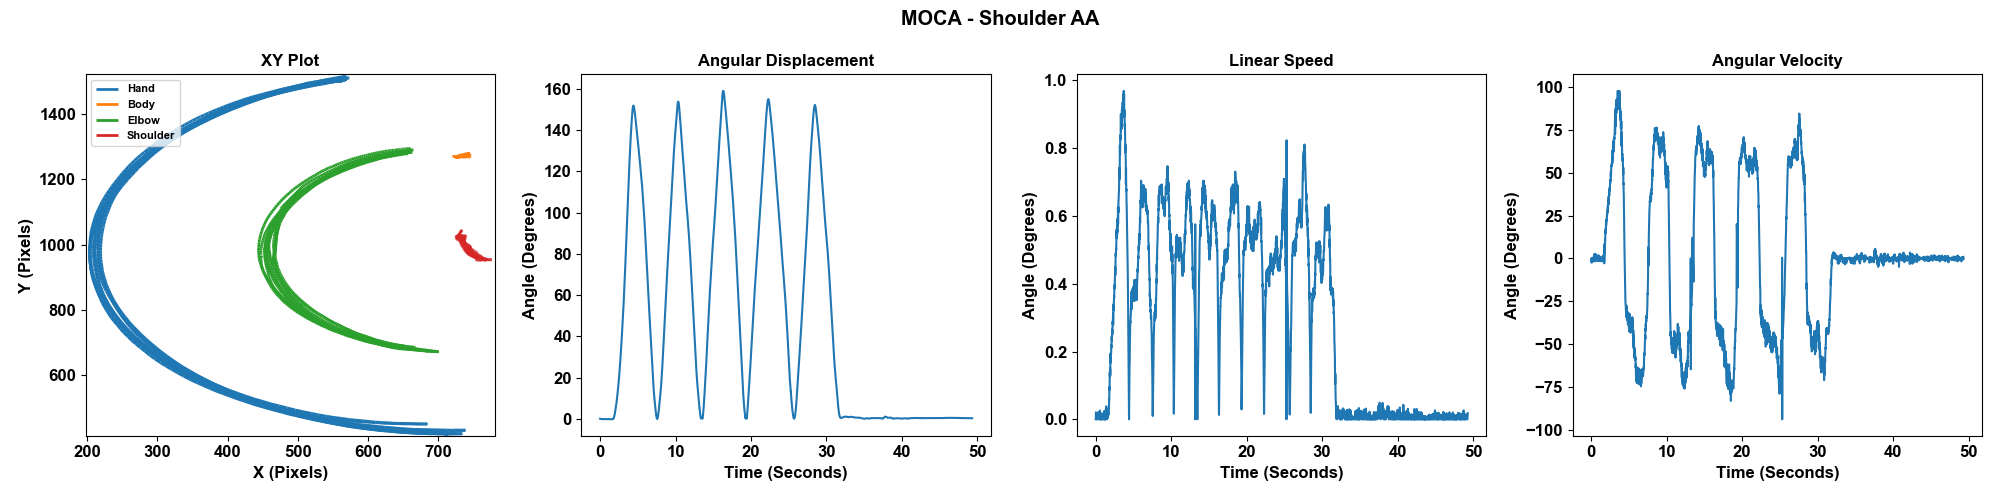 MOCA - Shoulder AA
XY Plot
Hand
Body
Elbow
Shoulder
1400
1200
1000
800
600
200 300 400 500 600 700
Y (Pixels)
X (Pixels)
Angular Displacement
160
140
120
100
80
60
40
20
0
0 10 20 30 40 50
Angle (Degrees)
Time (Seconds)
Linear Speed
1.0
0.8
0.6
0.4
0.2
0.0
0 10 20 30 40 50
Angle (Degrees)
Time (Seconds)
Angular Velocity
100
75
50
25
0
−25
−50
−75
−100
0 10 20 30 40 50
Angle (Degrees)
Time (Seconds)